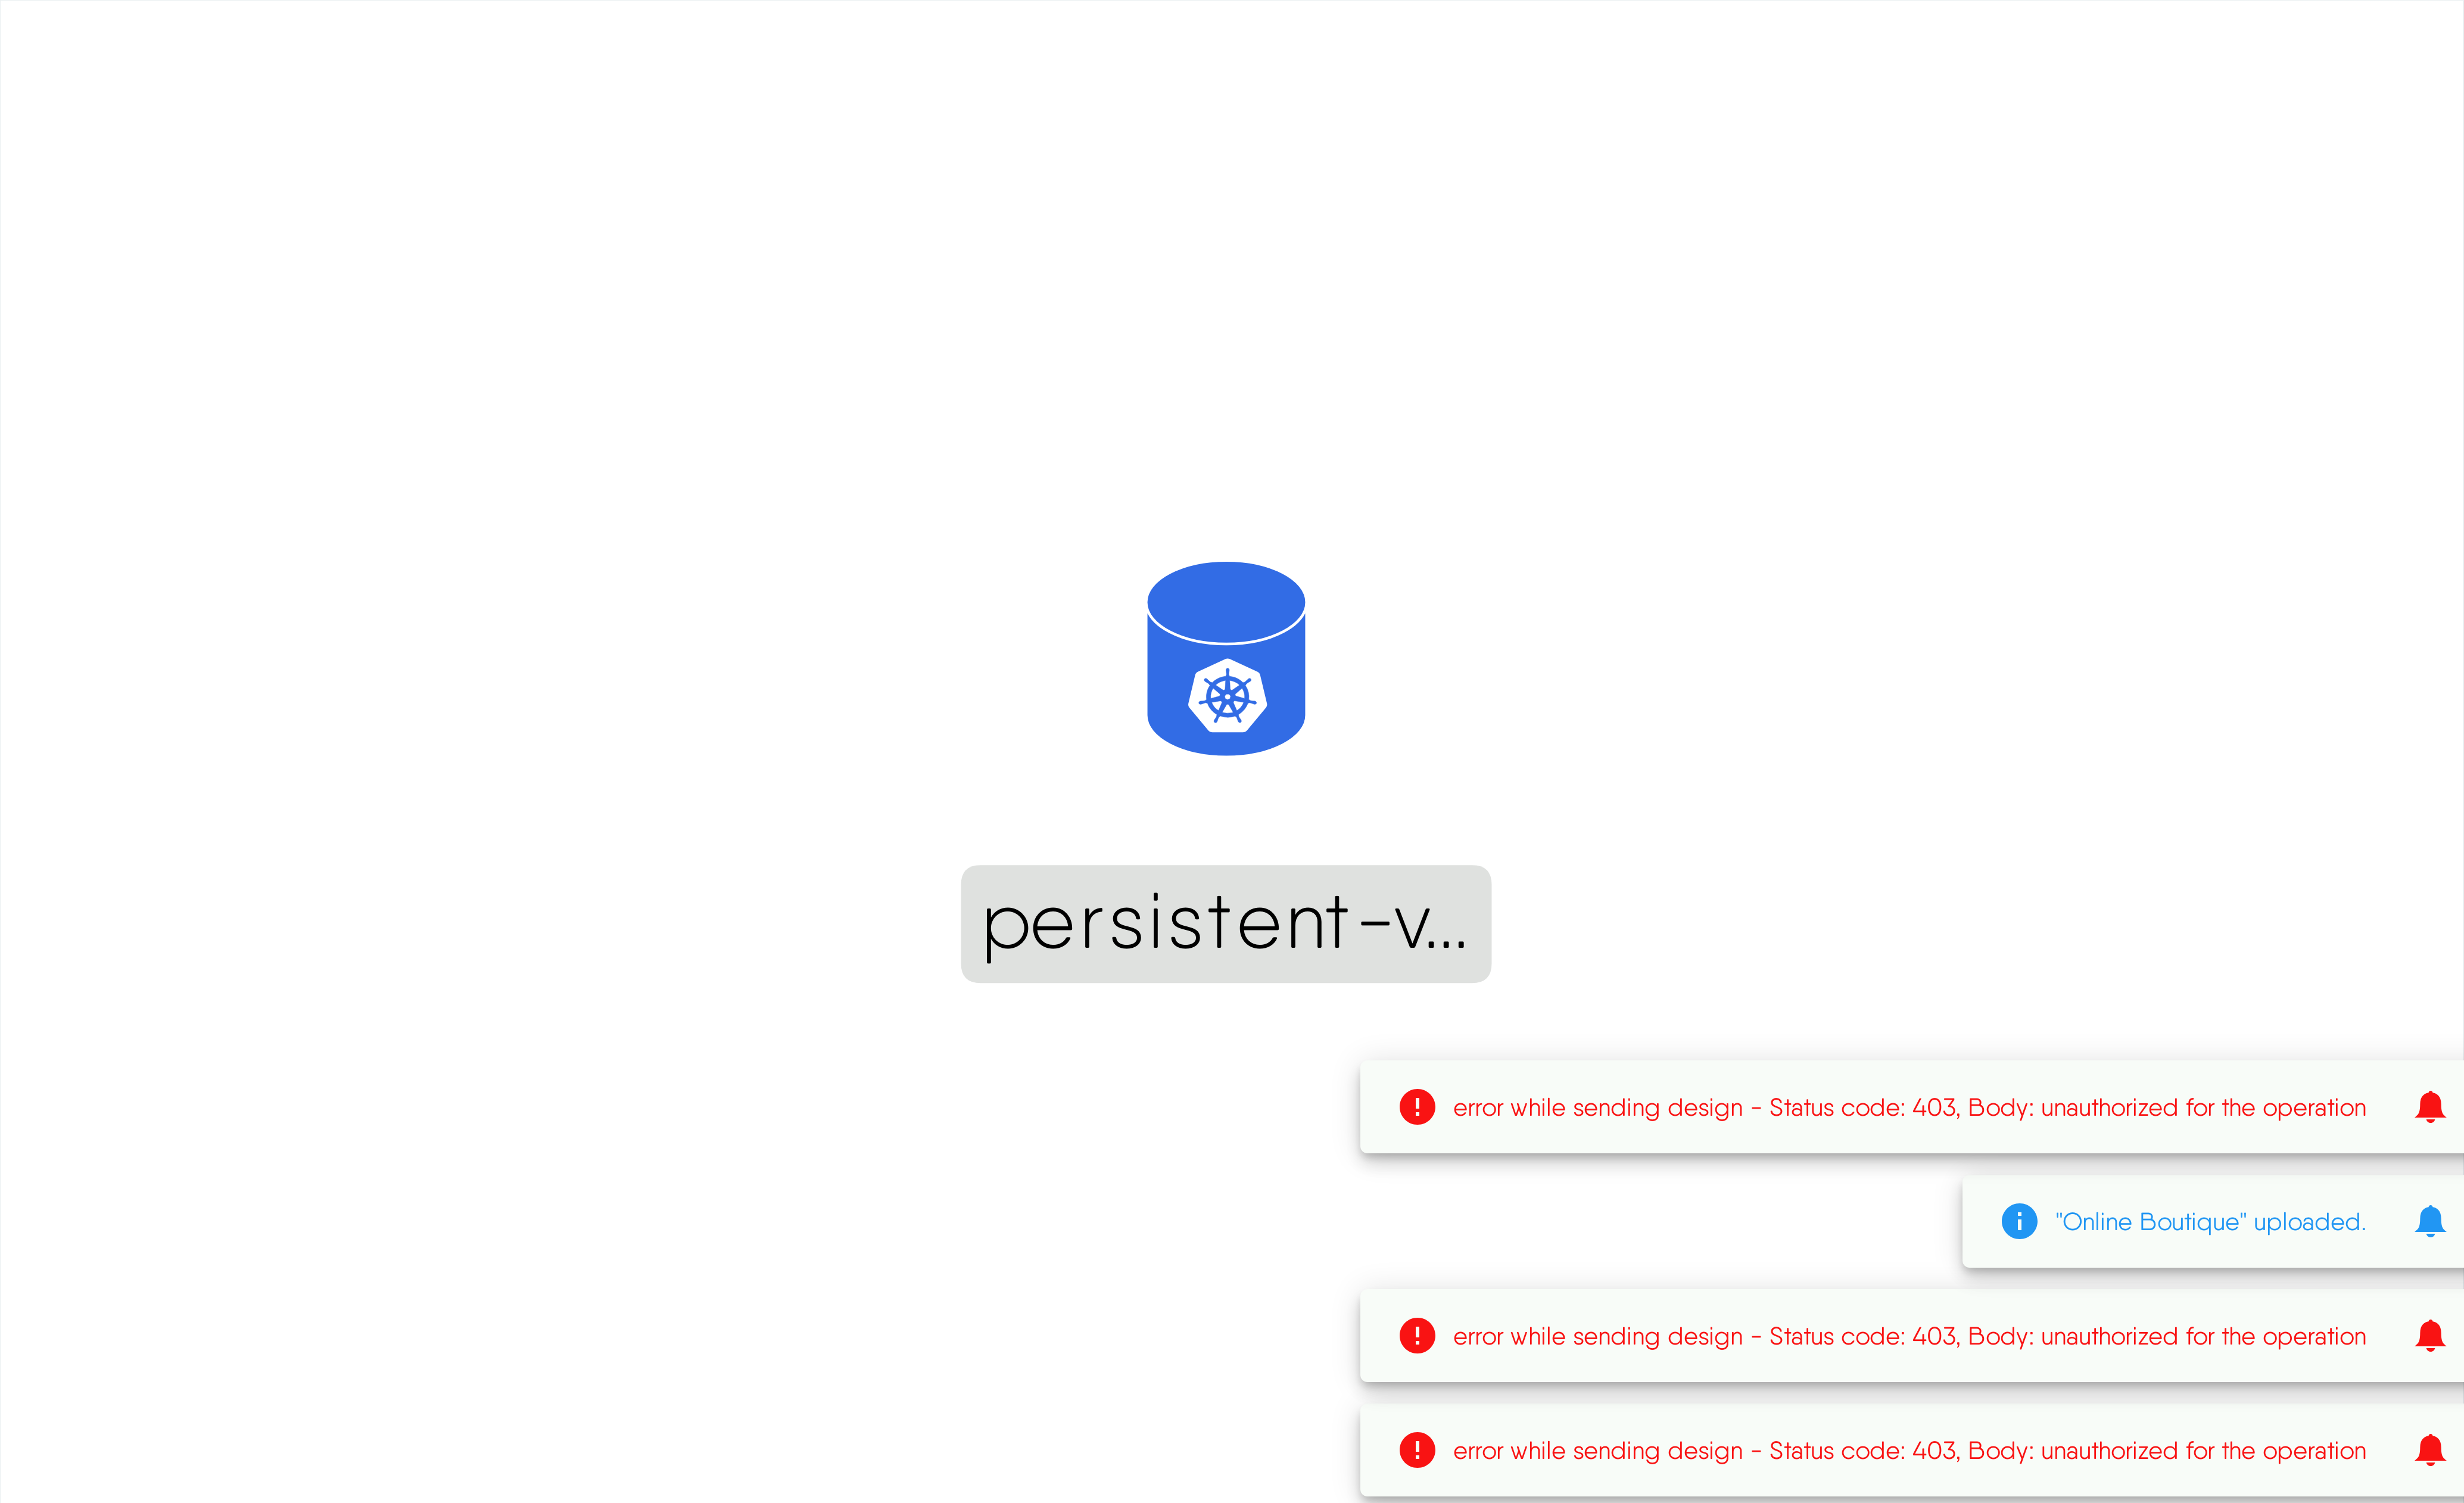 persistent-v...
error while sending design - Status code: 403, Body: unauthorized for the operation
"Online Boutique" uploaded.
error while sending design - Status code: 403, Body: unauthorized for the operation
error while sending design - Status code: 403, Body: unauthorized for the operation